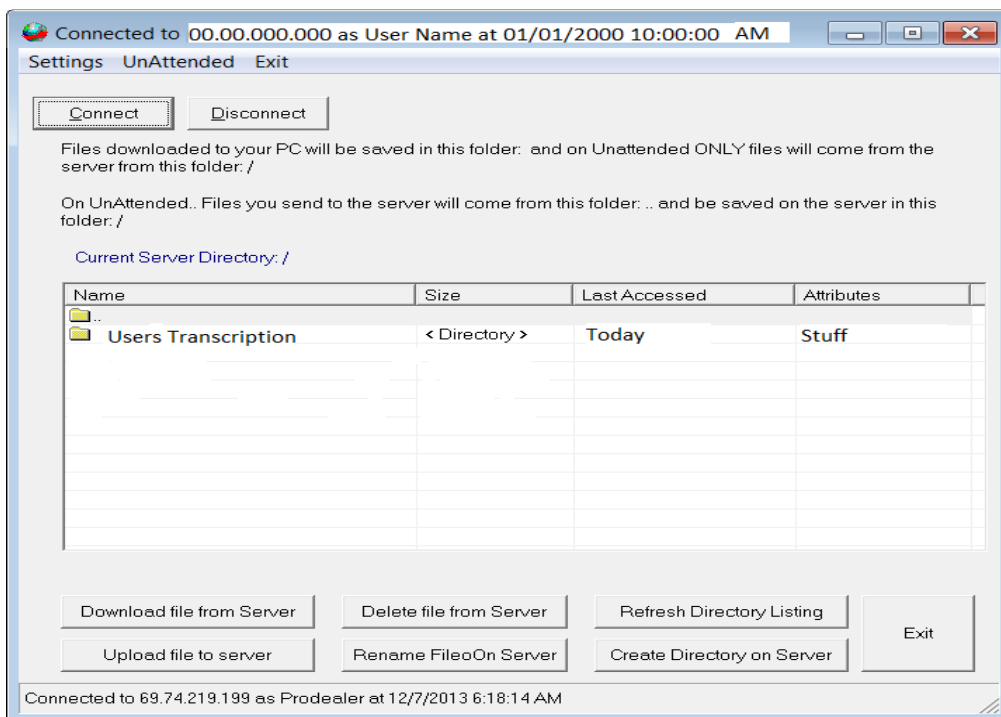 Connected to 00.00.000.000 as User Name at 01/01/2000 10:00:00 AM
Settings UnAttended Exit
Connect Disconnect
Files downloaded to your PC will be saved in this folder: and on Unattended ONLY files will come from the
server from this folder: /
On UnAttended.. Files you send to the server will come from this folder: .. and be saved on the server in this
folder: /
Current Server Directory: /
Name Size Last Accessed Attributes
..
Users Transcription < Directory > Today Stuff
Download file from Server Delete file from Server Refresh Directory Listing
Exit
Upload file to server Rename FileoOn Server Create Directory on Server
Connected to 69.74.219.199 as Prodealer at 12/7/2013 6:18:14 AM